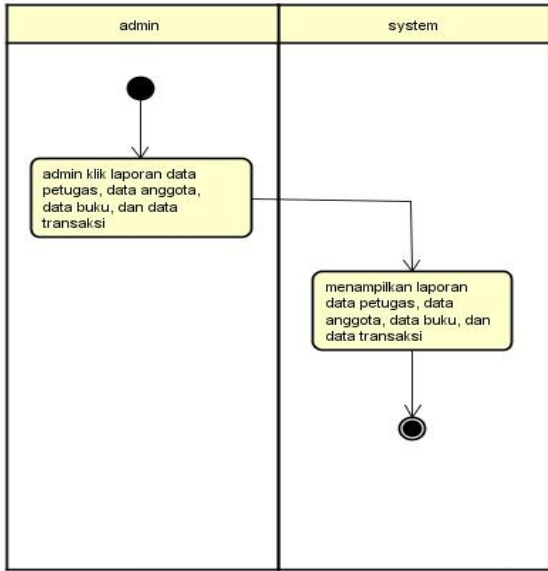 admin
system
admin klik laporan data
petugas, data anggota,
data buku, dan data
transaksi
menampilkan laporan
data petugas, data
anggota, data buku, dan
data transaksi